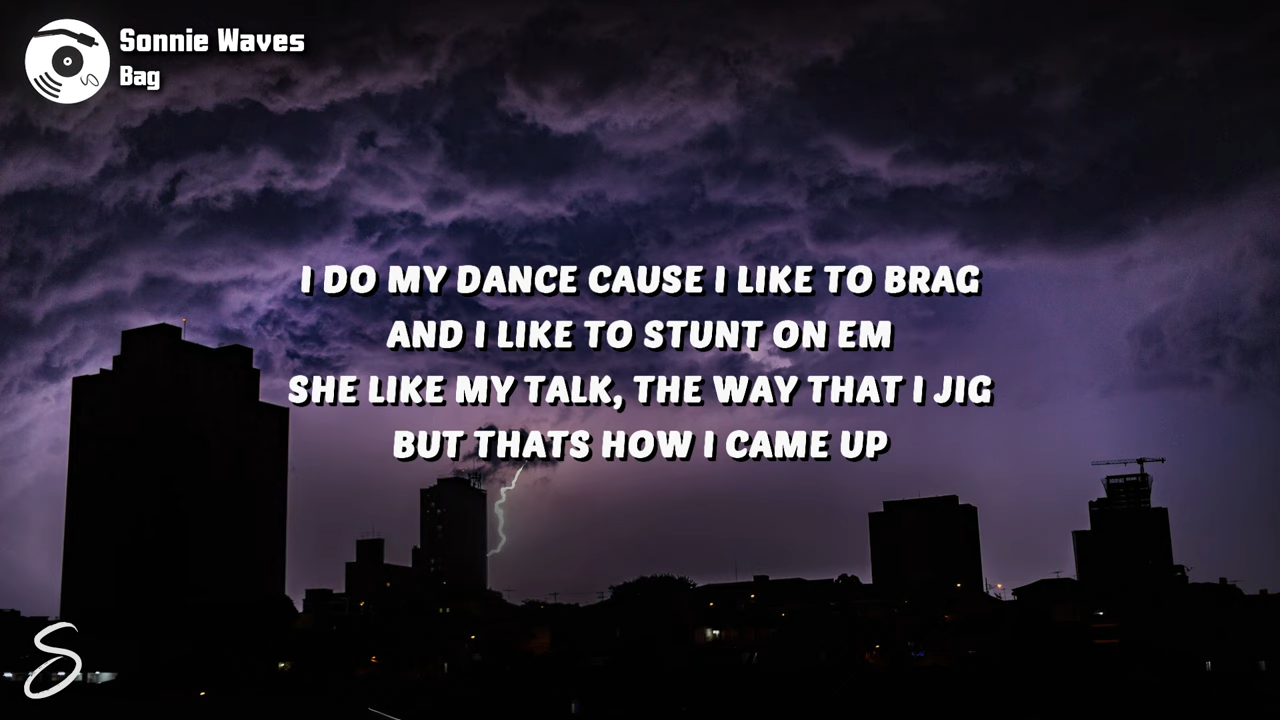 Sonnie Waves
Bag
I DO MY DANCE CAUSE I LIKE TO BRAG
AND I LIKE TO STUNT ON EM
SHE LIKE MY TALK, THE WAY THAT I JIG
BUT THATS HOW I CAME UP
S